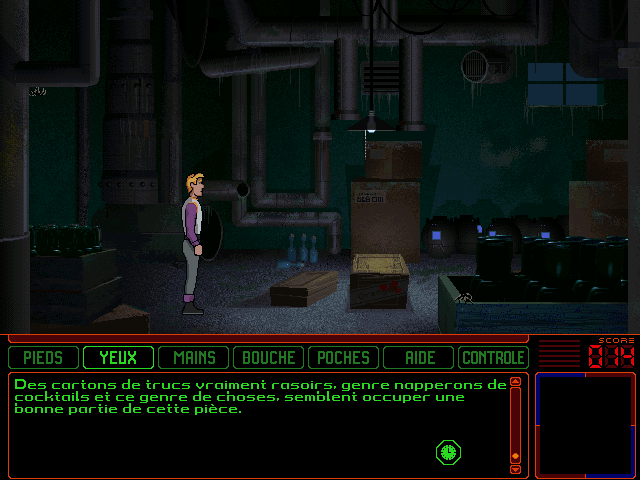 PIEDS YEUX MAINS BOUCHE POCHES AIDE CONTROLE
SCORE
014
Des cartons de trucs vraiment rasoirs, genre napperons de
cocktails et ce genre de choses, semblent occuper une
bonne partie de cette pièce.